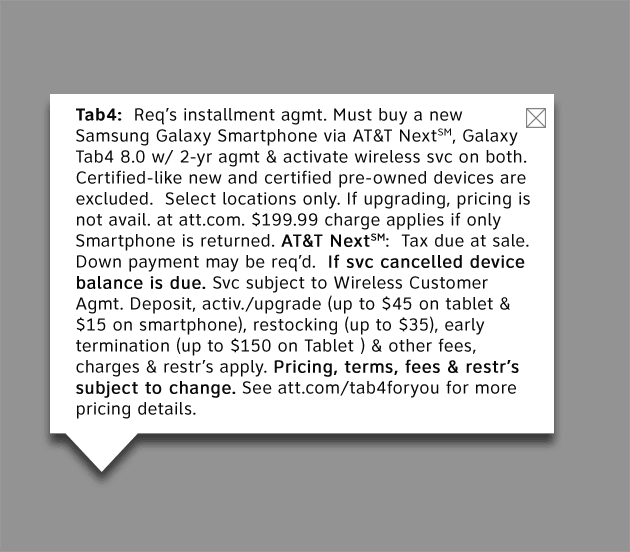 Tab4:  Req's installment agmt. Must buy a new
Samsung Galaxy Smartphone via AT&T Next℠, Galaxy
Tab4 8.0 w/ 2-yr agmt & activate wireless svc on both.
Certified-like new and certified pre-owned devices are
excluded.  Select locations only. If upgrading, pricing is
not avail. at att.com. $199.99 charge applies if only
Smartphone is returned. AT&T Next℠:  Tax due at sale.
Down payment may be req'd.  If svc cancelled device
balance is due. Svc subject to Wireless Customer
Agmt. Deposit, activ./upgrade (up to $45 on tablet &
$15 on smartphone), restocking (up to $35), early
termination (up to $150 on Tablet ) & other fees,
charges & restr's apply. Pricing, terms, fees & restr's
subject to change. See att.com/tab4foryou for more
pricing details.